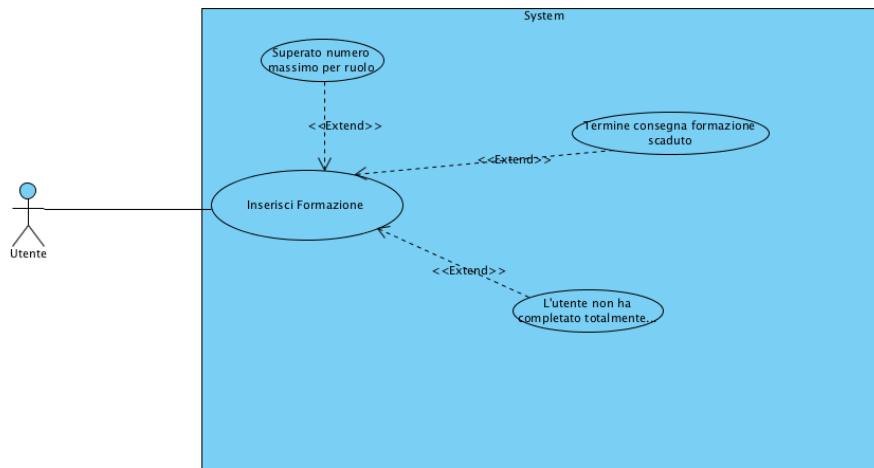 System
Superato numero
massimo per ruolo
<<Extend>>
Termine consegna formazione
scaduto
<<Extend>>
Inserisci Formazione
Utente
<<Extend>>
L'utente non ha
completato totalmente...